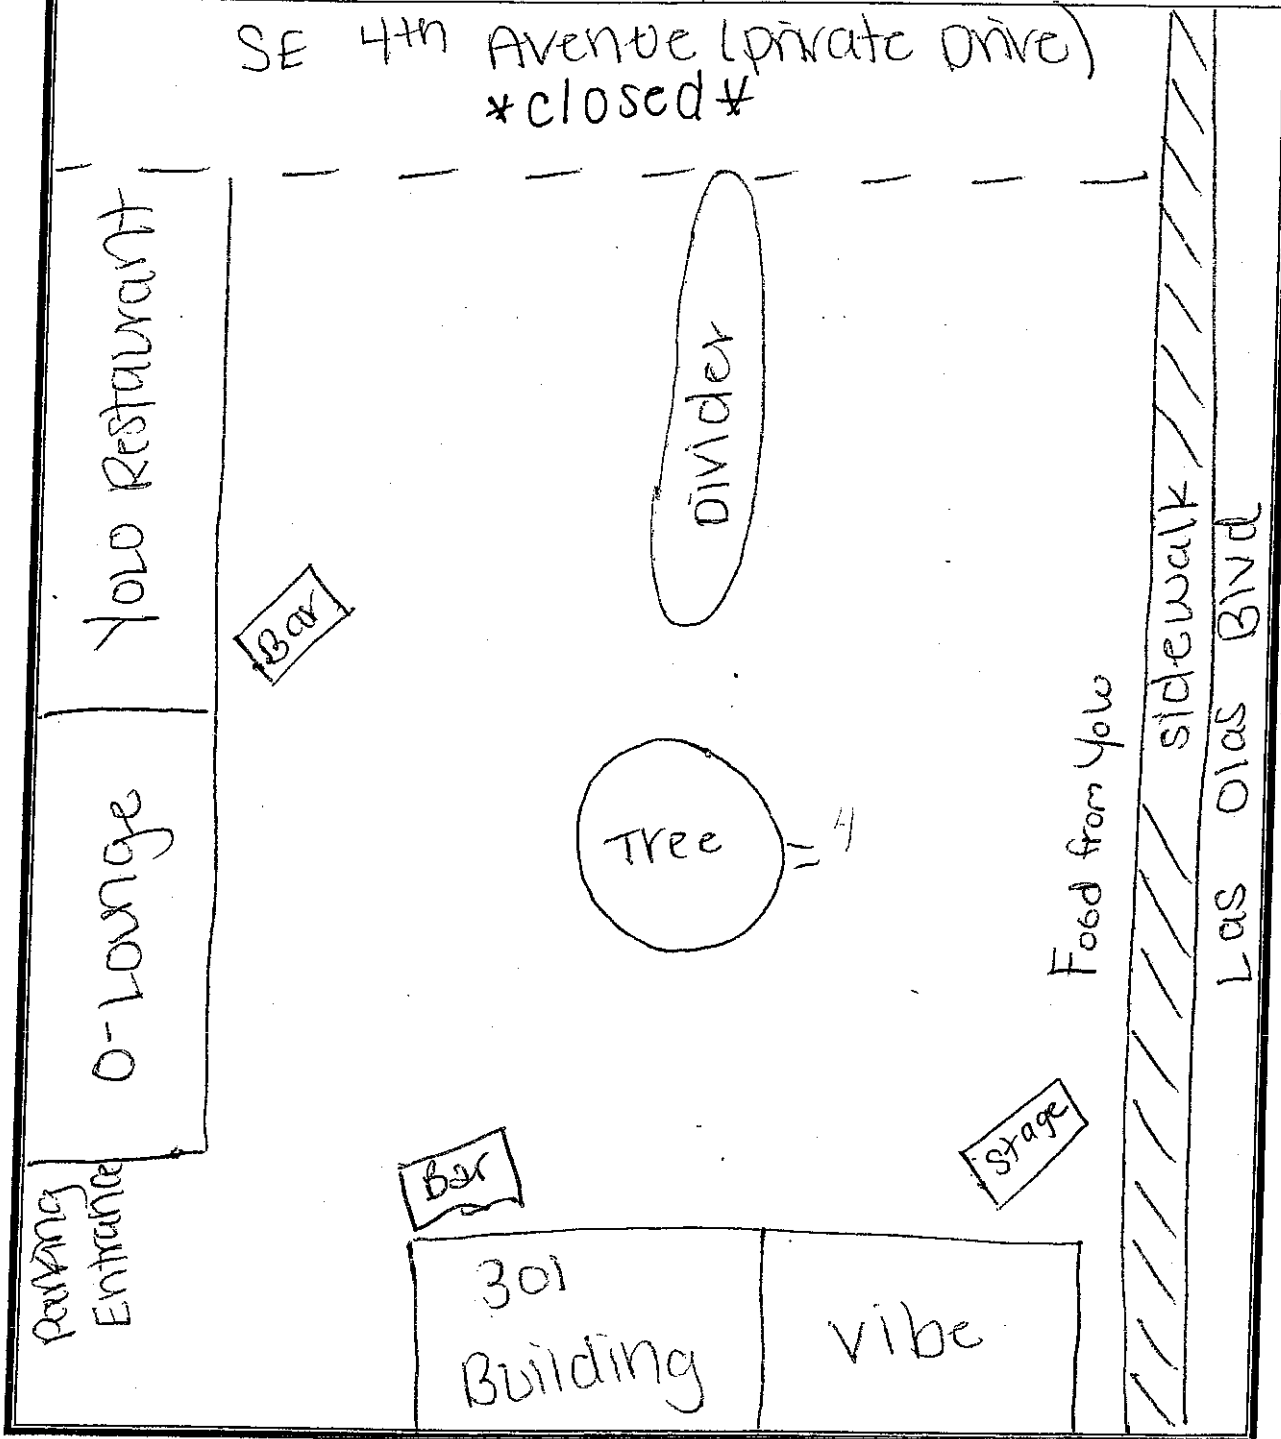 SE 4th Avenue (private Drive)
*closed*
Yolo Restaurant
Divider
Bar
sidewalk
Las Olas Blvd
Food from Yolo
Tree
O-Lounge
Stage
Bar
Parking
Entrance
301
Building
Vibe